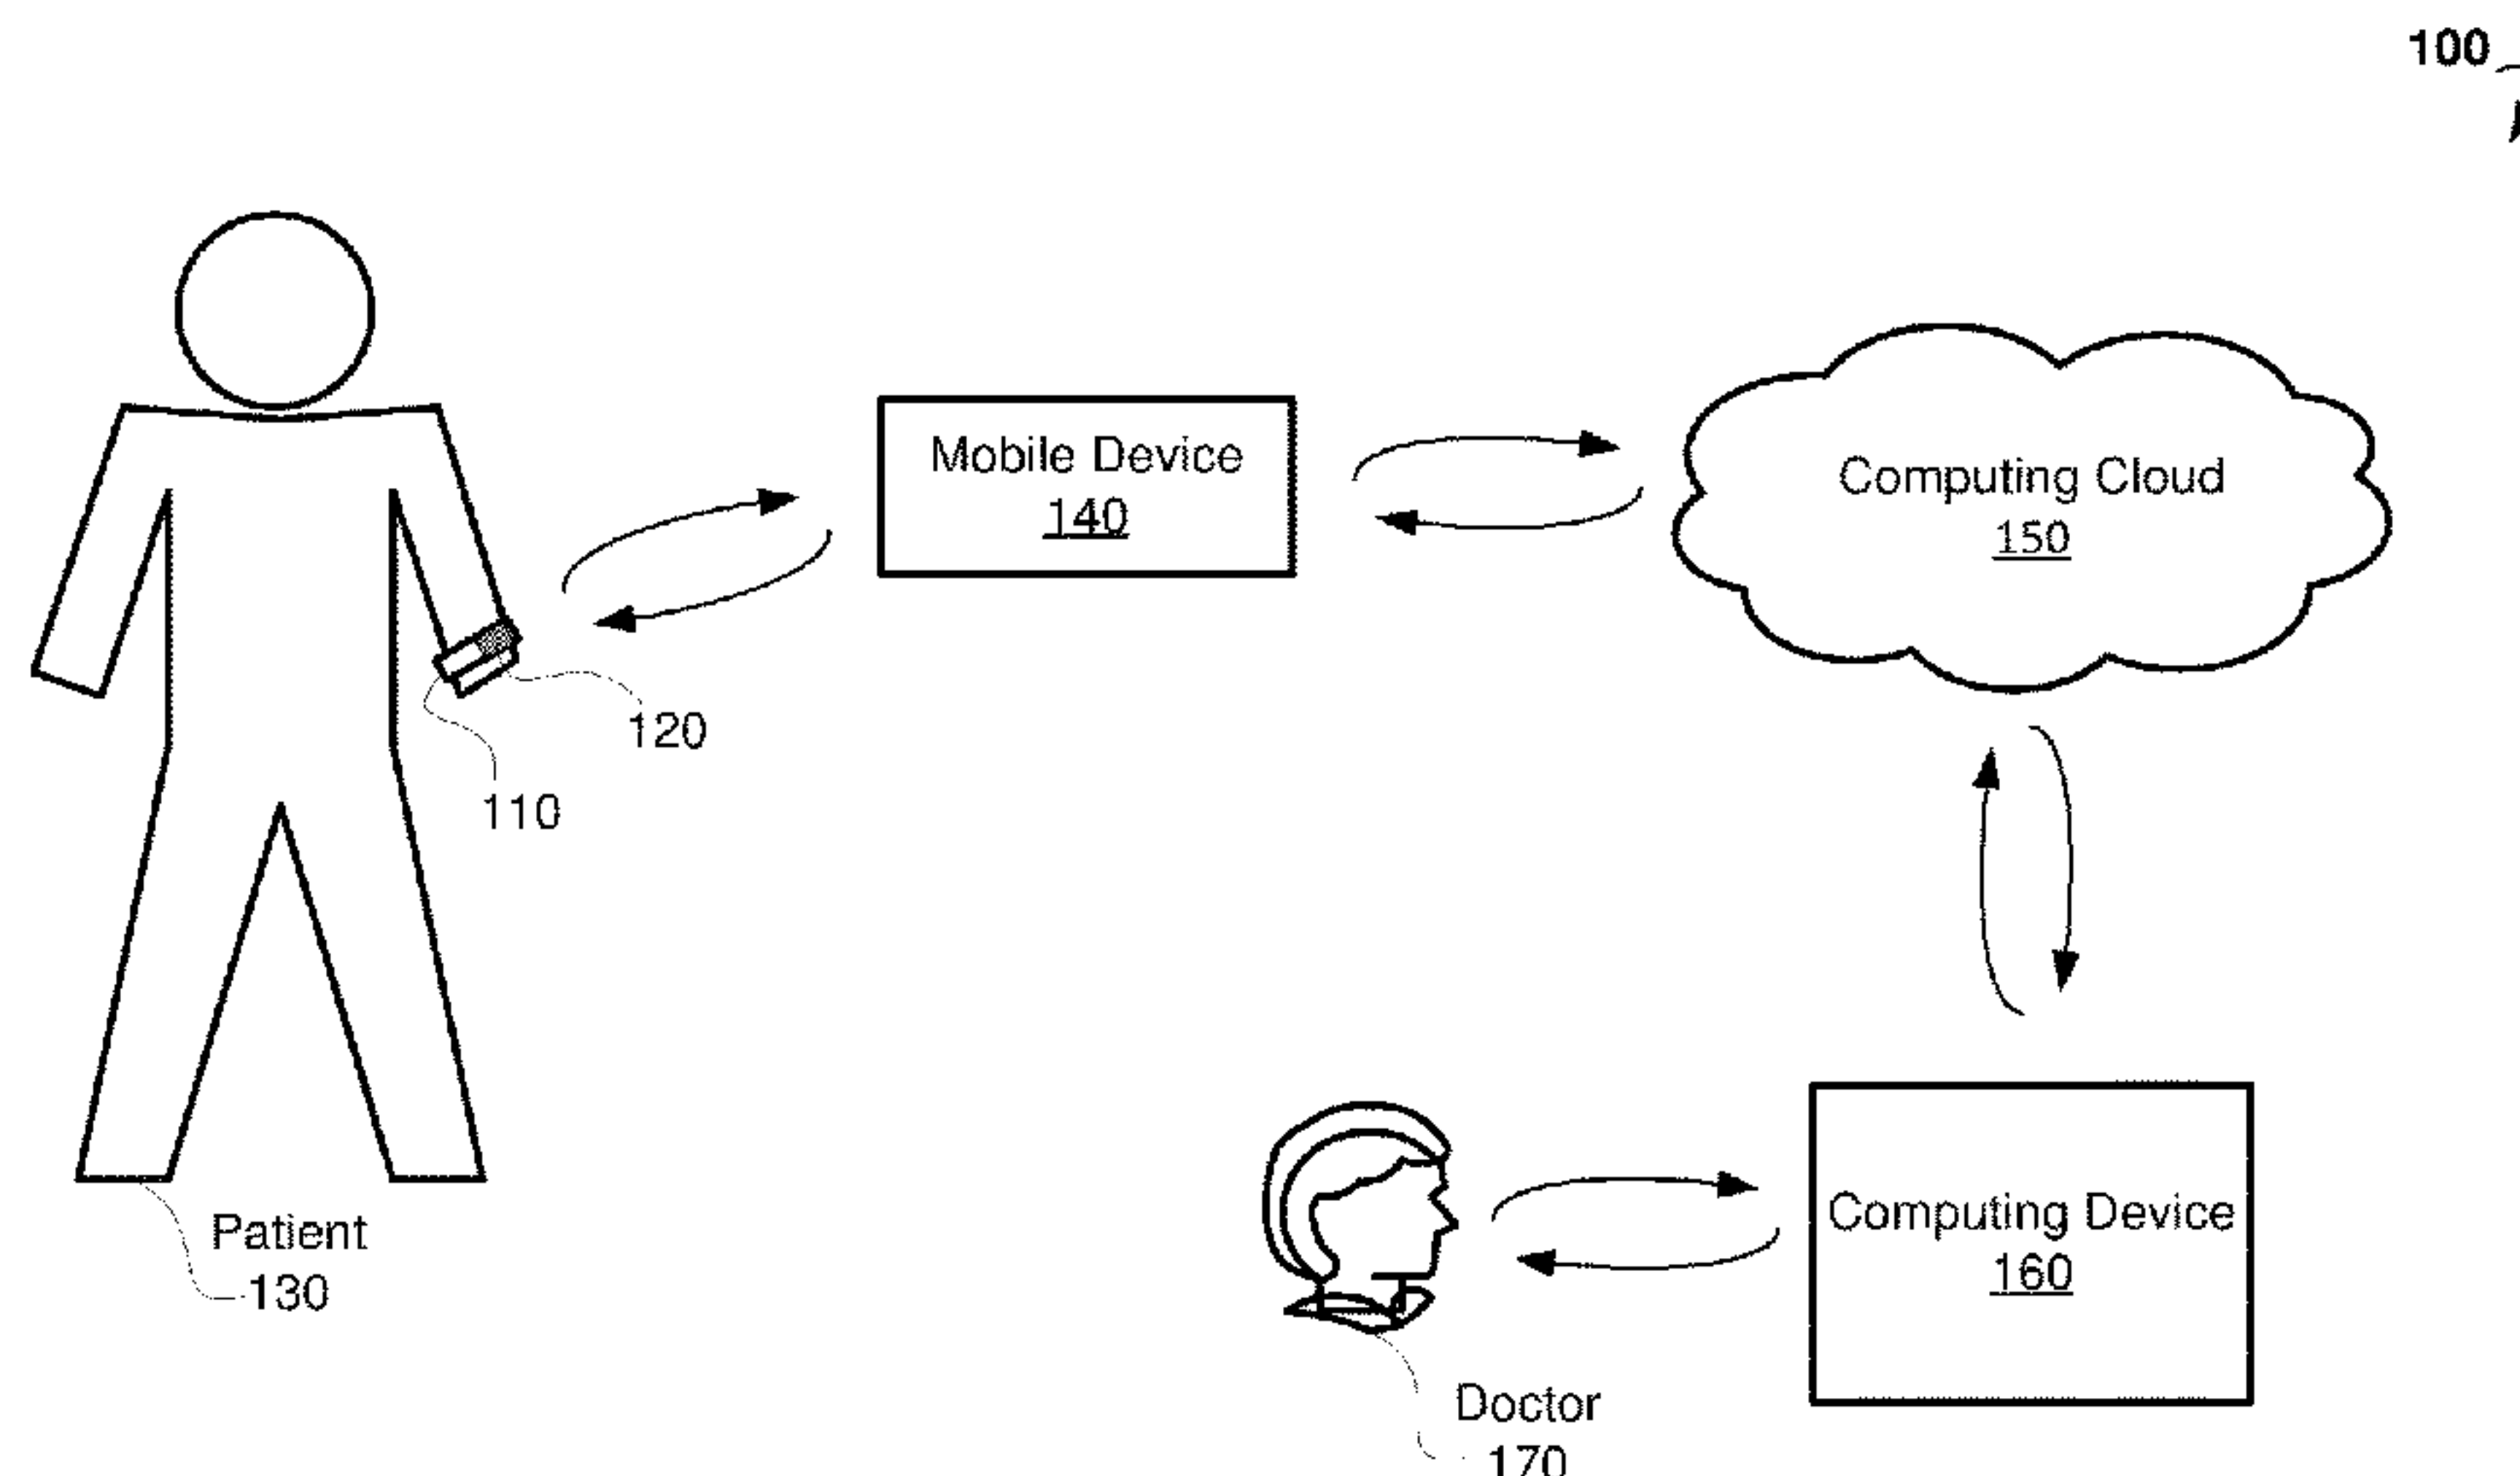 100
Mobile Device
140
Computing Cloud
150
120
110
Computing Device
160
Patient
130
Doctor
170